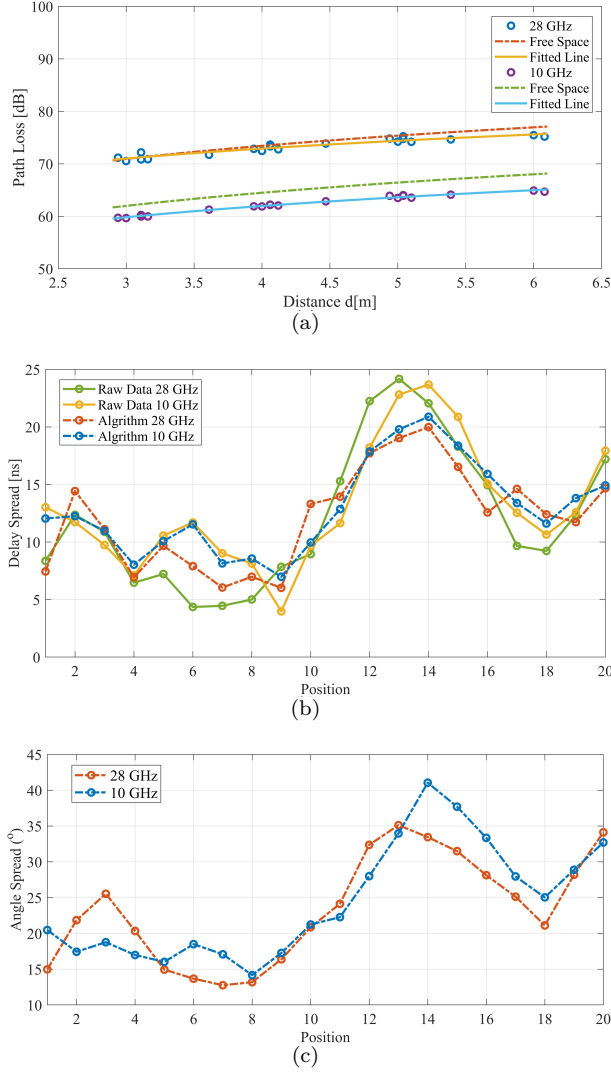 100
90
80
70
60
50
Path Loss [dB]
28 GHz
Free Space
Fitted Line
10 GHz
Free Space
Fitted Line
2.5 3 3.5 4 4.5 5 5.5 6 6.5
Distance d[m]
(a)
25
20
15
10
5
0
Delay Spread [ns]
Raw Data 28 GHz
Raw Data 10 GHz
Algrithm 28 GHz
Algrithm 10 GHz
2 4 6 8 10 12 14 16 18 20
Position
(b)
45
40
35
30
25
20
15
10
Angle Spread (°)
28 GHz
10 GHz
2 4 6 8 10 12 14 16 18 20
Position
(c)